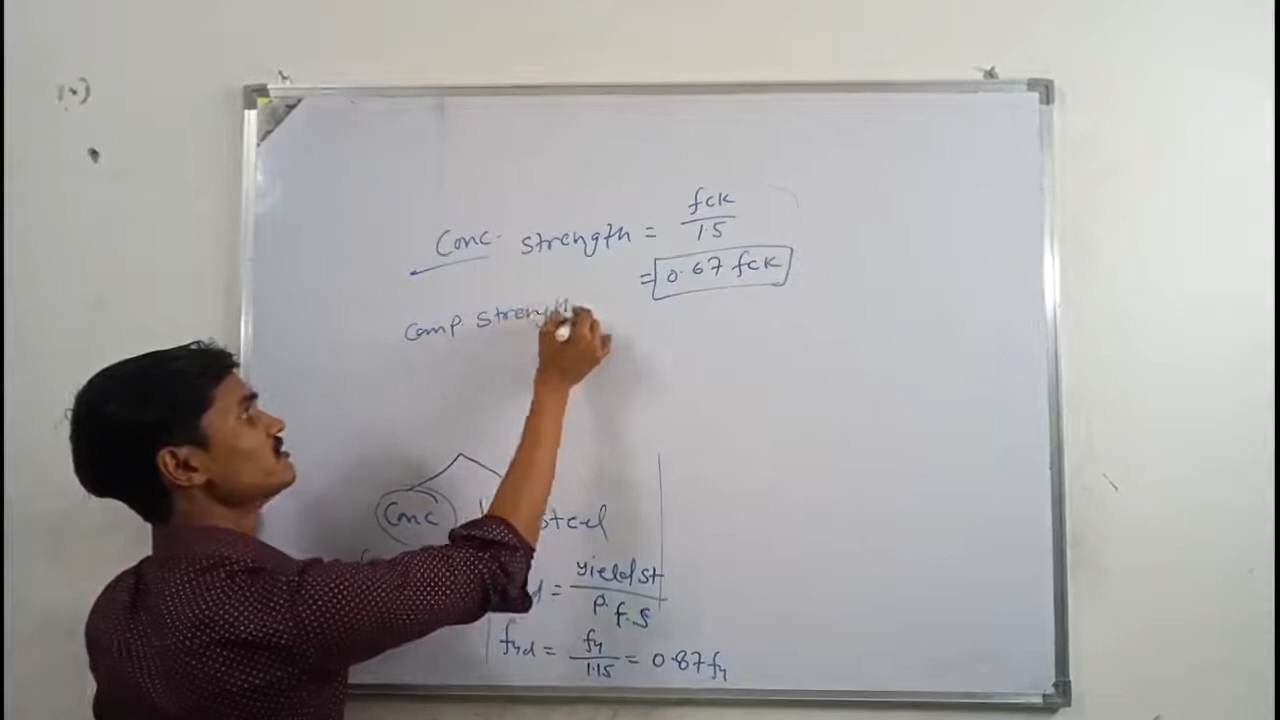 Conc. strength = fck / 1.5
= 0.67 fck
Comp. strength
Conc steel
d = yield st / P.f.s
fyd = fy / 1.15 = 0.87fy